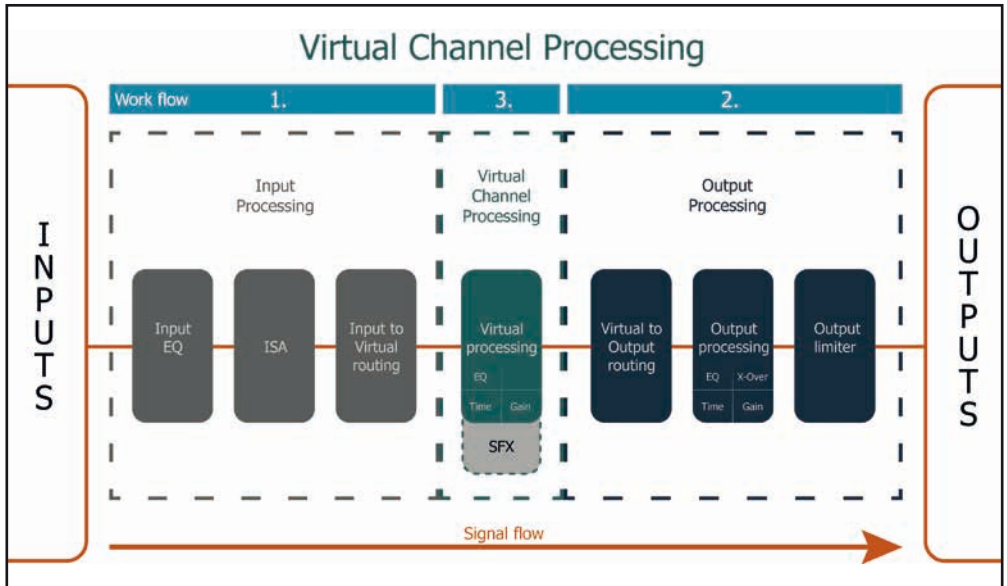 Virtual Channel Processing
Work flow
1.
3.
2.
INPUTS
Input
Processing
Virtual
Channel
Processing
Output
Processing
Input
EQ
ISA
Input to
Virtual
routing
Virtual
processing
EQ
Time
Gain
SFX
Virtual to
Output
routing
Output
processing
EQ
X-Over
Time
Gain
Output
limiter
OUTPUTS
Signal flow